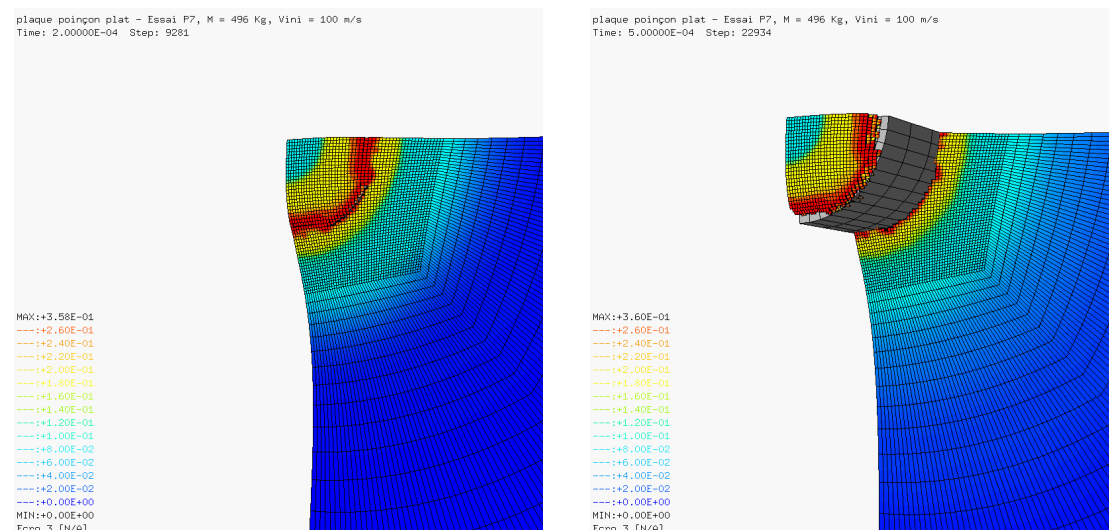 plaque poinçon plat - Essai P7, M = 496 Kg, Vini = 100 m/s
Time: 2.00000E-04  Step: 9281
MAX:+3.58E-01
---:+2.60E-01
---:+2.40E-01
---:+2.20E-01
---:+2.00E-01
---:+1.80E-01
---:+1.60E-01
---:+1.40E-01
---:+1.20E-01
---:+1.00E-01
---:+8.00E-02
---:+6.00E-02
---:+4.00E-02
---:+2.00E-02
---:+0.00E+00
MIN:+0.00E+00
Ecro 3 [N/A]
plaque poinçon plat - Essai P7, M = 496 Kg, Vini = 100 m/s
Time: 5.00000E-04  Step: 22934
MAX:+3.60E-01
---:+2.60E-01
---:+2.40E-01
---:+2.20E-01
---:+2.00E-01
---:+1.80E-01
---:+1.60E-01
---:+1.40E-01
---:+1.20E-01
---:+1.00E-01
---:+8.00E-02
---:+6.00E-02
---:+4.00E-02
---:+2.00E-02
---:+0.00E+00
MIN:+0.00E+00
Ecro 3 [N/A]